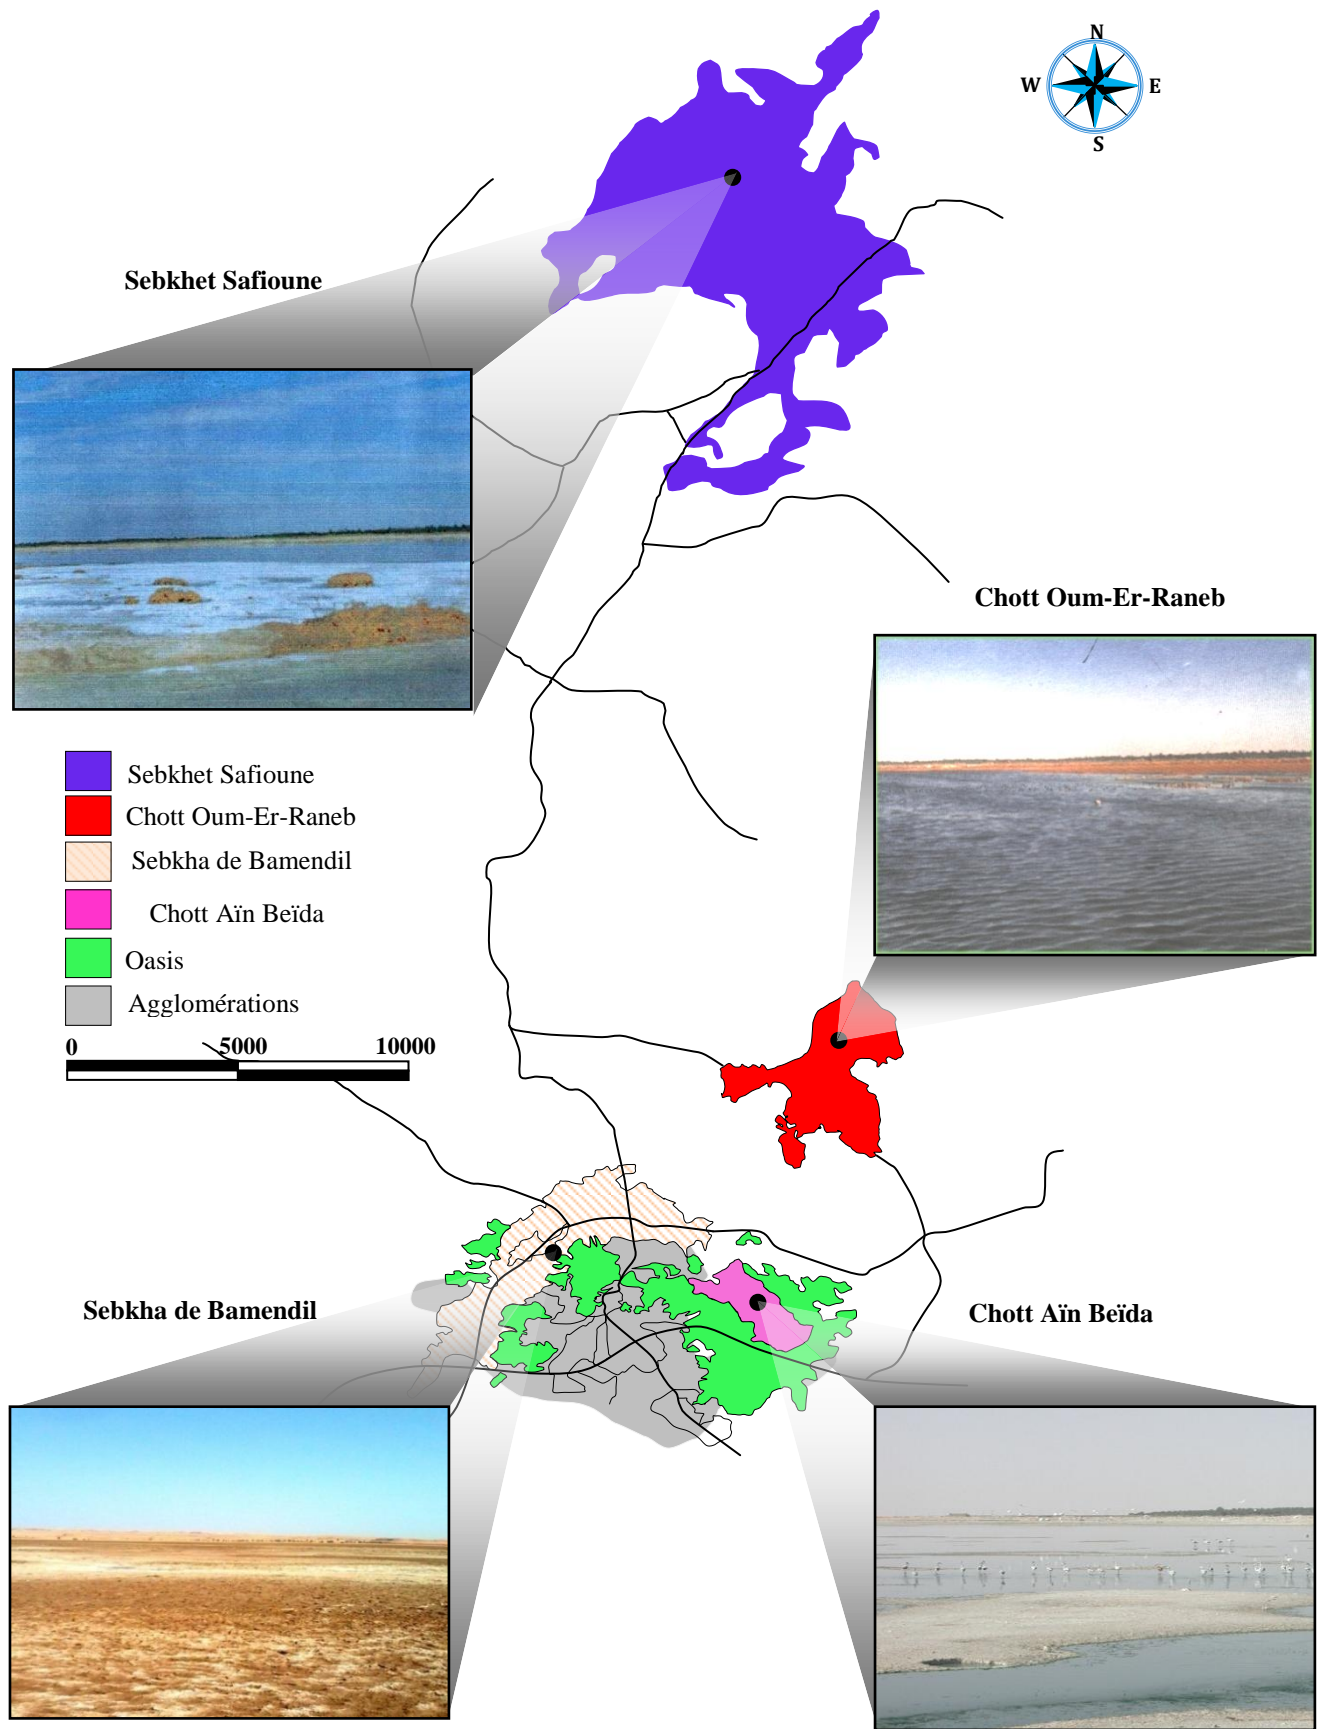 N
W
E
S
Sebkhet Safioune
Chott Oum-Er-Raneb
Sebkhet Safioune
Chott Oum-Er-Raneb
Sebkha de Bamendil
Chott Aïn Beïda
Oasis
Agglomérations
0 5000 10000
Sebkha de Bamendil
Chott Aïn Beïda